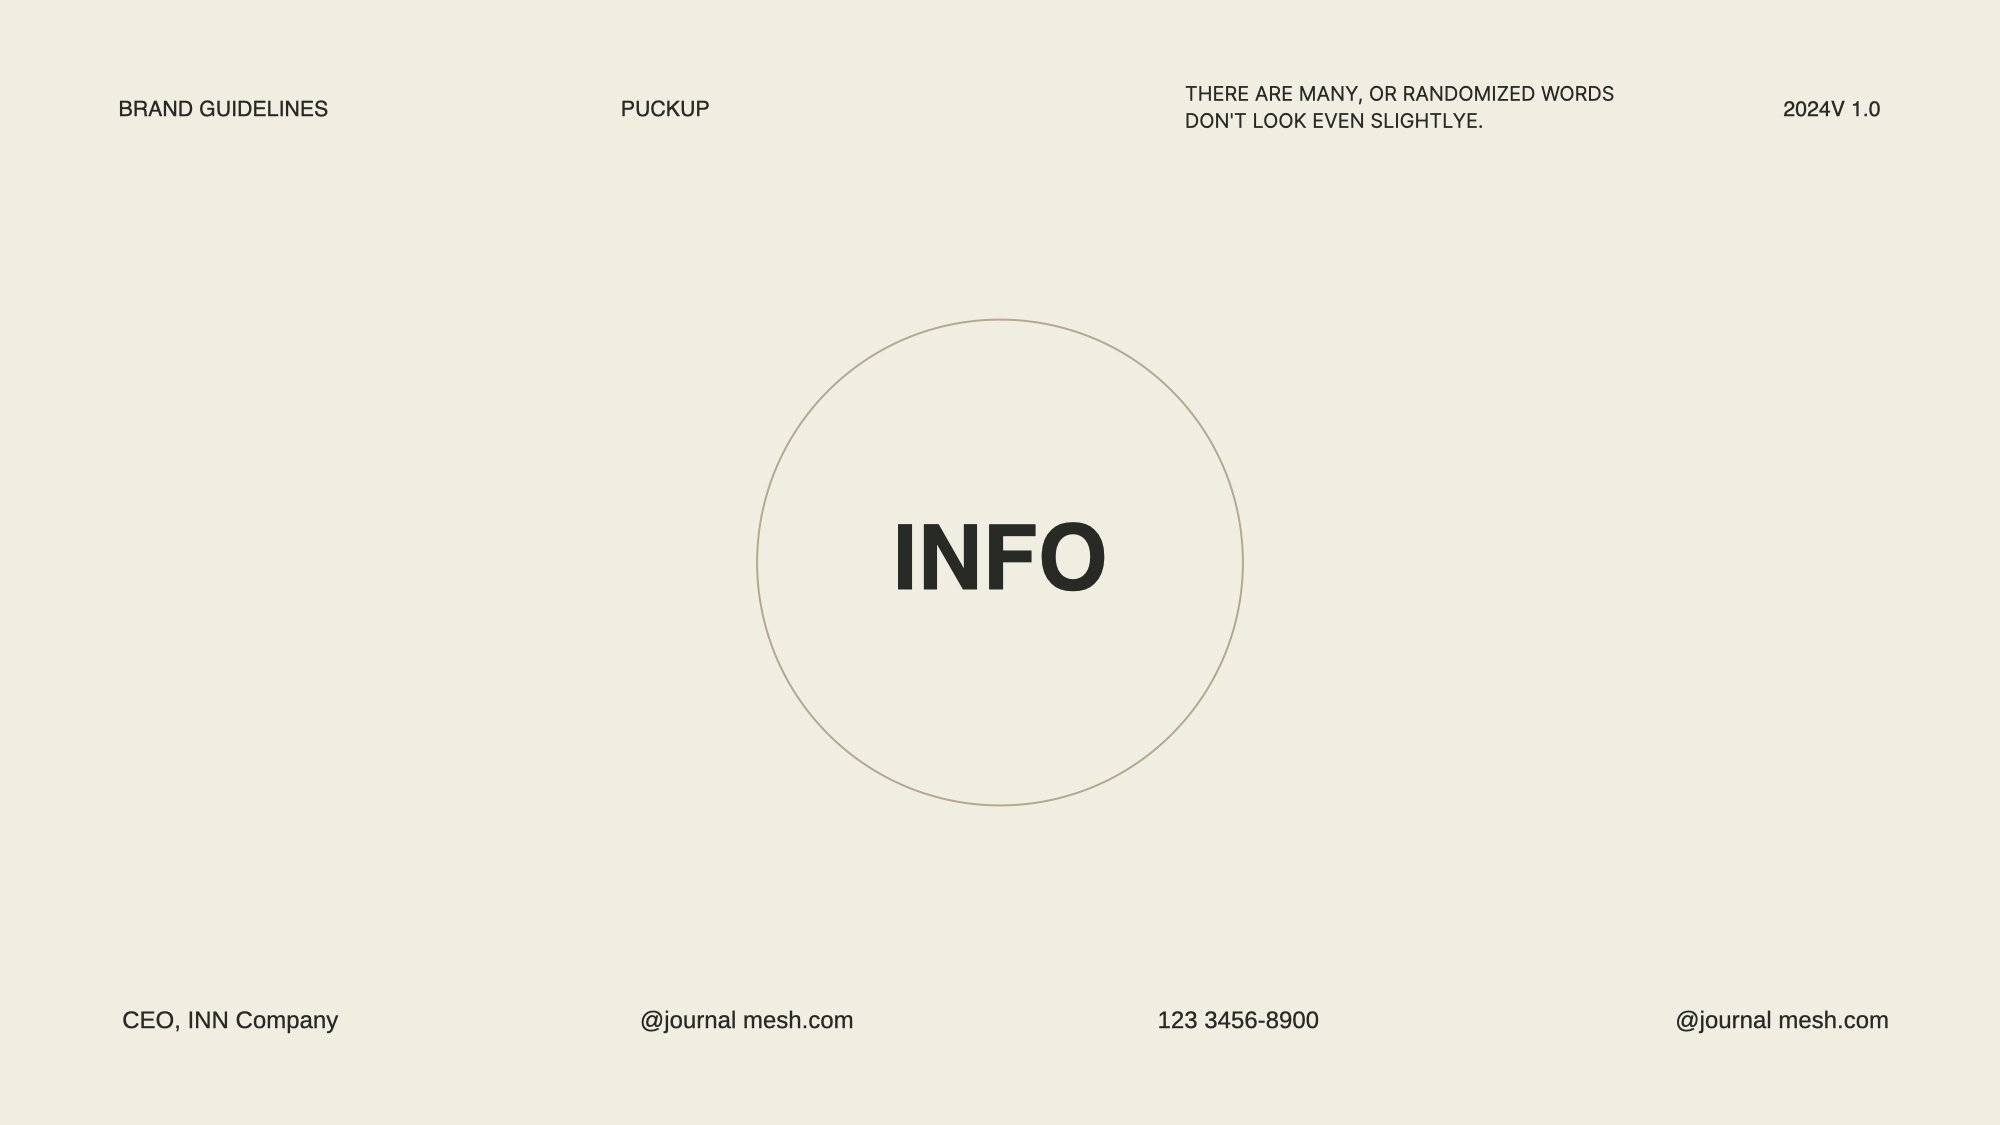 BRAND GUIDELINES
PUCKUP
THERE ARE MANY, OR RANDOMIZED WORDS
DON'T LOOK EVEN SLIGHTLYE.
2024V 1.0
INFO
CEO, INN Company
@journal mesh.com
123 3456-8900
@journal mesh.com